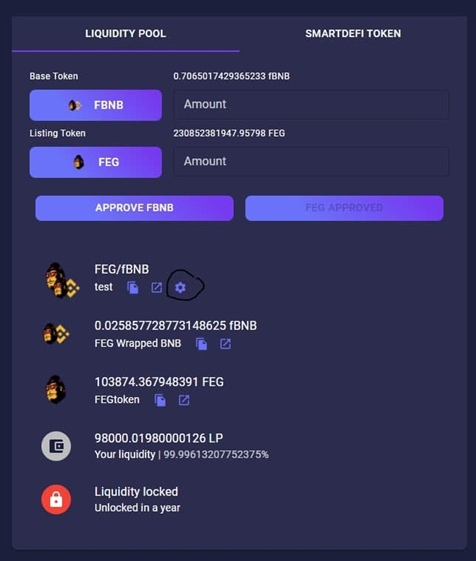 LIQUIDITY POOL
SMARTDEFI TOKEN
Base Token
0.7065017429365233 fBNB
FBNB
Amount
Listing Token
230852381947.95798 FEG
FEG
Amount
APPROVE FBNB
FEG APPROVED
FEG/fBNB
test
0.025857728773148625 fBNB
FEG Wrapped BNB
103874.367948391 FEG
FEGtoken
98000.01980000126 LP
Your liquidity | 99.99613207752375%
Liquidity locked
Unlocked in a year